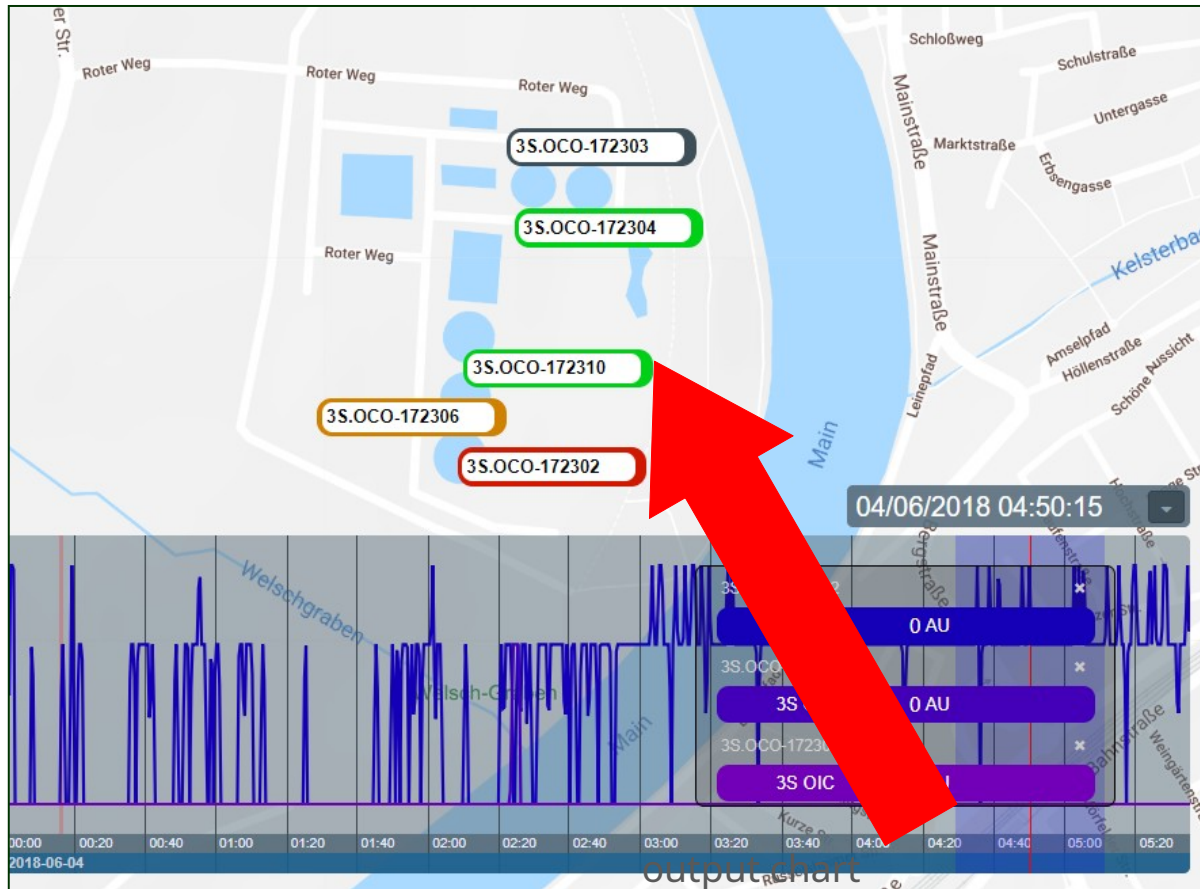 er Str.
Roter Weg
Roter Weg
Roter Weg
Schloßweg
Schulstraße
Mainstraße
Untergasse
Marktstraße
Erbsengasse
3S.OCO-172303
3S.OCO-172304
Roter Weg
Mainstraße
Kelsterba
Amselpfad
Höllenstraße
Schöne Aussicht
Leinepfad
3S.OCO-172310
3S.OCO-172306
Main
3S.OCO-172302
04/06/2018 04:50:15
Hochstraße
Bergstraße
Welschgraben
0 AU
3S.OCO
Welsch-Graben
3S
0 AU
Main
3S.OCO-1723
Bahnstraße
3S OIC
Kurze
00:00 00:20 00:40 01:00 01:20 01:40 02:00 02:20 02:40 03:00 03:20 03:40 04:00 04:20 04:40 05:00 05:20
2018-06-04
output chart